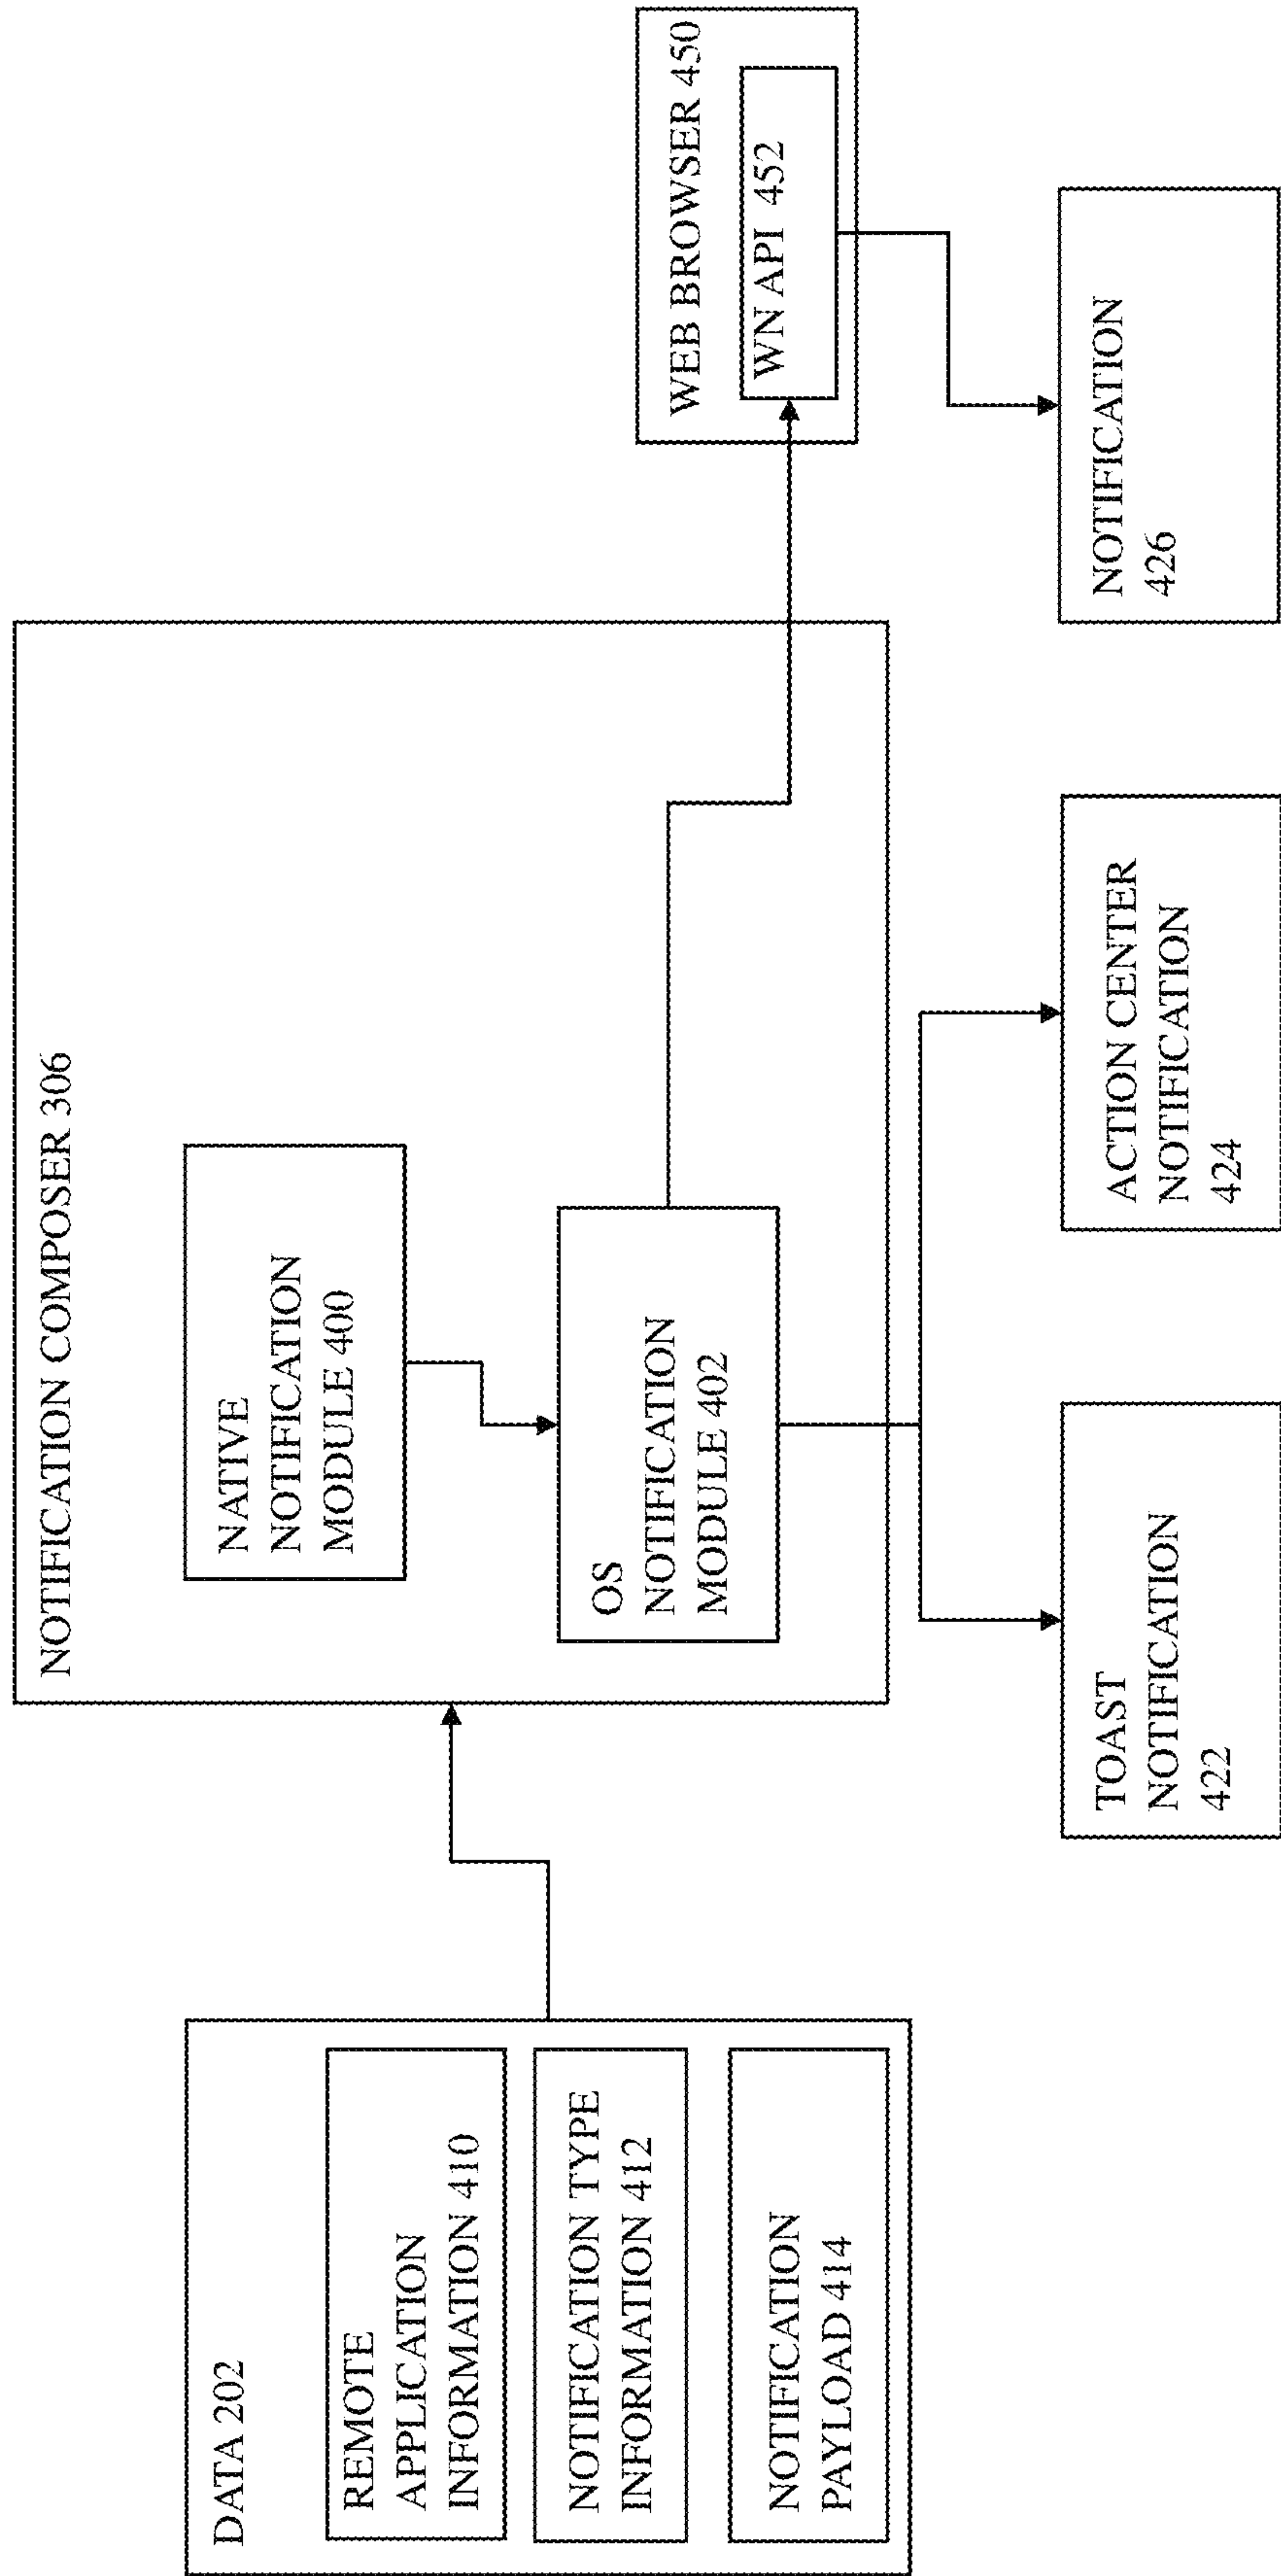 DATA 202
REMOTE
APPLICATION
INFORMATION 410
NOTIFICATION TYPE
INFORMATION 412
NOTIFICATION
PAYLOAD 414
NOTIFICATION COMPOSER 306
NATIVE
NOTIFICATION
MODULE 400
OS
NOTIFICATION
MODULE 402
WEB BROWSER 450
WN API 452
TOAST
NOTIFICATION
422
ACTION CENTER
NOTIFICATION
424
NOTIFICATION
426